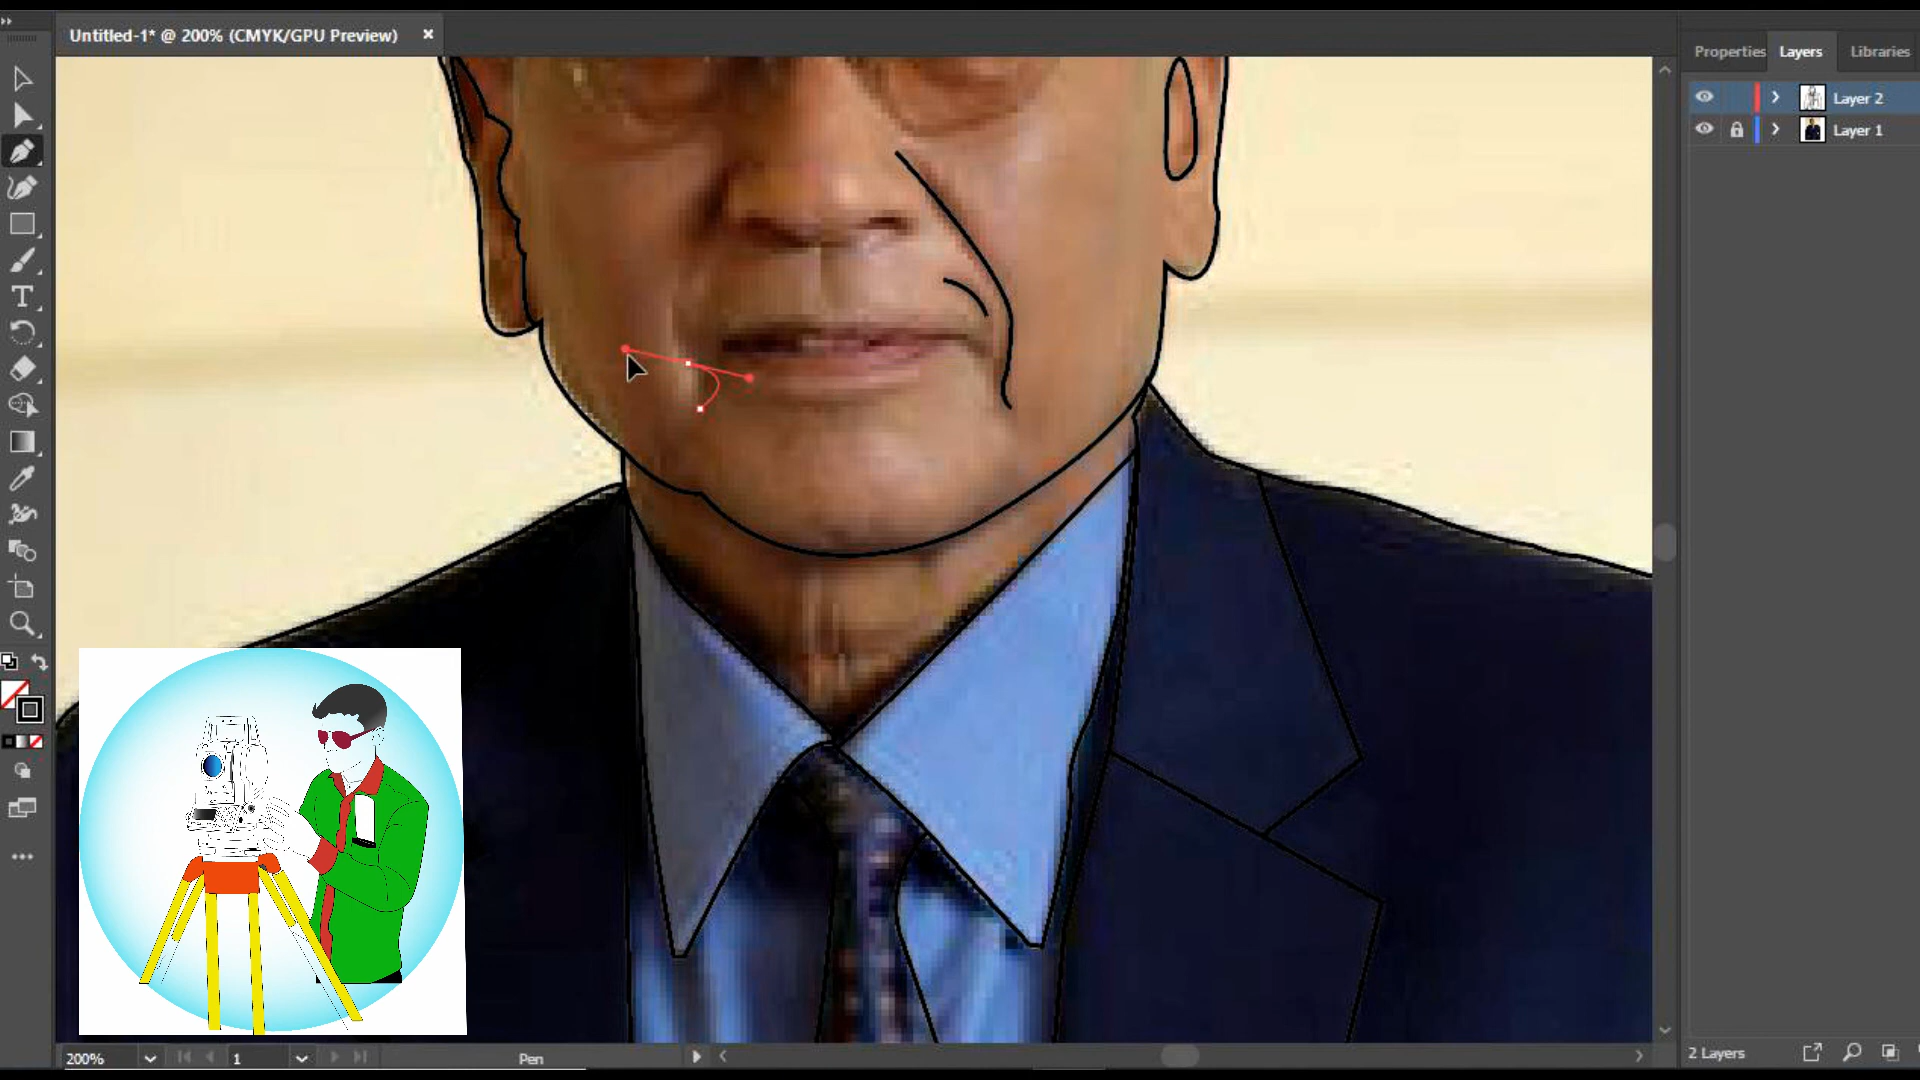 Untitled-1* @ 200% (CMYK/GPU Preview) ×
Properties Layers Libraries
Layer 2
Layer 1
200% 1 Pen
2 Layers